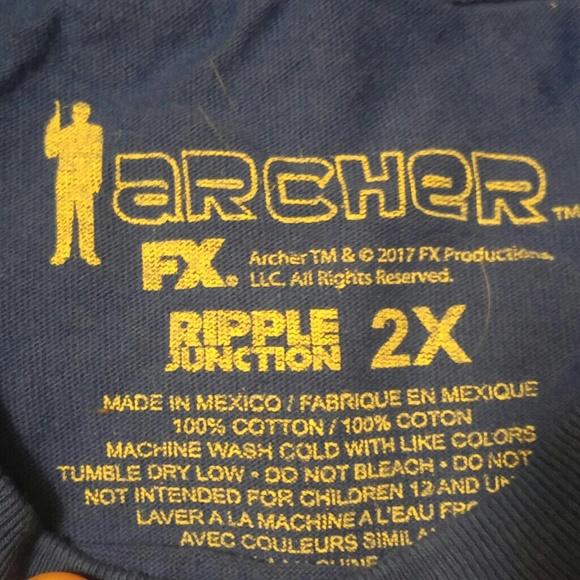 aRCHeR TM
FX® Archer TM & © 2017 FX Productions,
LLC. All Rights Reserved.
RIPPLE JUNCTION 2X
MADE IN MEXICO / FABRIQUE EN MEXIQUE
100% COTTON / 100% COTON
MACHINE WASH COLD WITH LIKE COLORS
TUMBLE DRY LOW • DO NOT BLEACH • DO NOT
NOT INTENDED FOR CHILDREN 12 AND
LAVER A LA MACHINE A L'EAU
AVEC COULEURS